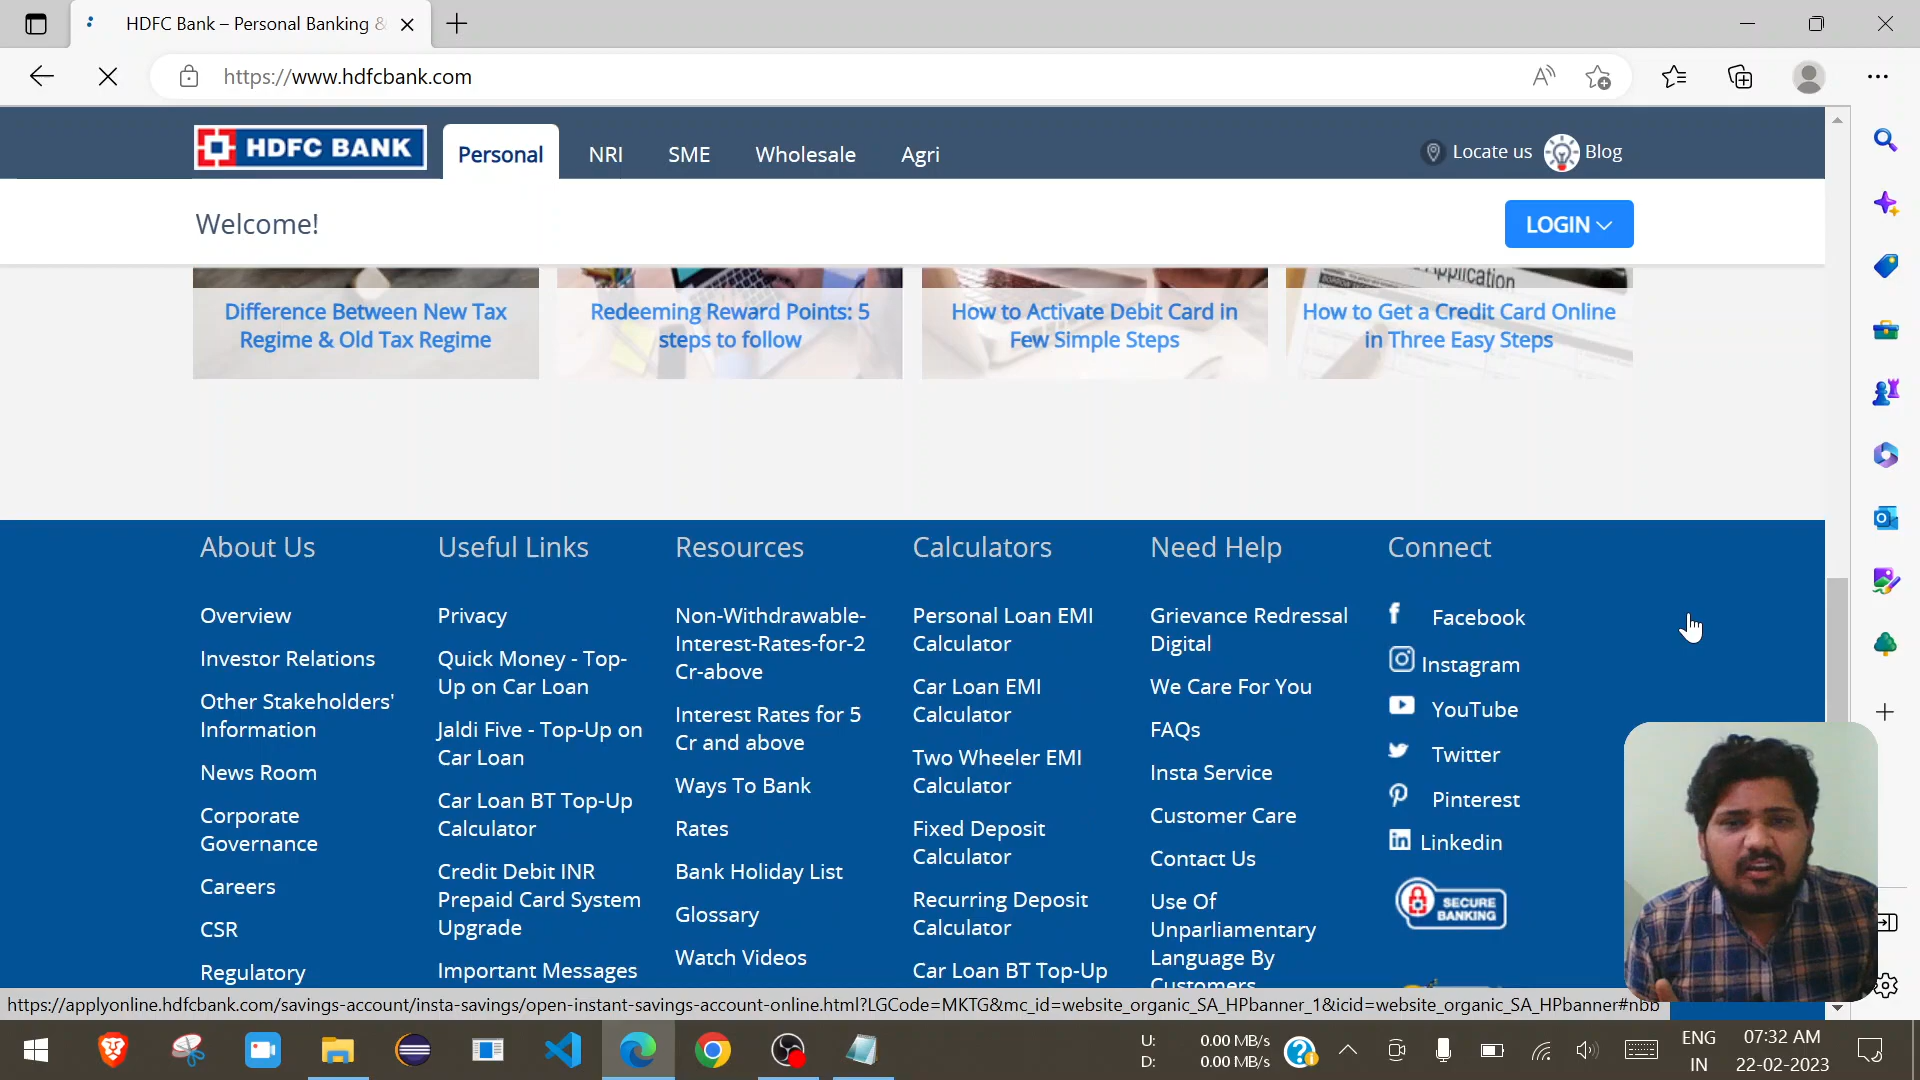 HDFC Bank – Personal Banking &
https://www.hdfcbank.com
HDFC BANK
Personal
NRI
SME
Wholesale
Agri
Locate us
Blog
Welcome!
LOGIN
Application
Difference Between New Tax
Regime & Old Tax Regime
Redeeming Reward Points: 5
steps to follow
How to Activate Debit Card in
Few Simple Steps
How to Get a Credit Card Online
in Three Easy Steps
About Us
Overview
Investor Relations
Other Stakeholders'
Information
News Room
Corporate
Governance
Careers
CSR
Regulatory
Useful Links
Privacy
Quick Money - Top-
Up on Car Loan
Jaldi Five - Top-Up on
Car Loan
Car Loan BT Top-Up
Calculator
Credit Debit INR
Prepaid Card System
Upgrade
Important Messages
Resources
Non-Withdrawable-
Interest-Rates-for-2
Cr-above
Interest Rates for 5
Cr and above
Ways To Bank
Rates
Bank Holiday List
Glossary
Watch Videos
Calculators
Personal Loan EMI
Calculator
Car Loan EMI
Calculator
Two Wheeler EMI
Calculator
Fixed Deposit
Calculator
Recurring Deposit
Calculator
Car Loan BT Top-Up
Need Help
Grievance Redressal
Digital
We Care For You
FAQs
Insta Service
Customer Care
Contact Us
Use Of
Unparliamentary
Language By
Customers
Connect
Facebook
Instagram
YouTube
Twitter
Pinterest
Linkedin
SECURE
BANKING
https://applyonline.hdfcbank.com/savings-account/insta-savings/open-instant-savings-account-online.html?LGCode=MKTG&mc_id=website_organic_SA_HPbanner_1&icid=website_organic_SA_HPbanner#nbb
U: 0.00 MB/s
D: 0.00 MB/s
ENG
IN
07:32 AM
22-02-2023